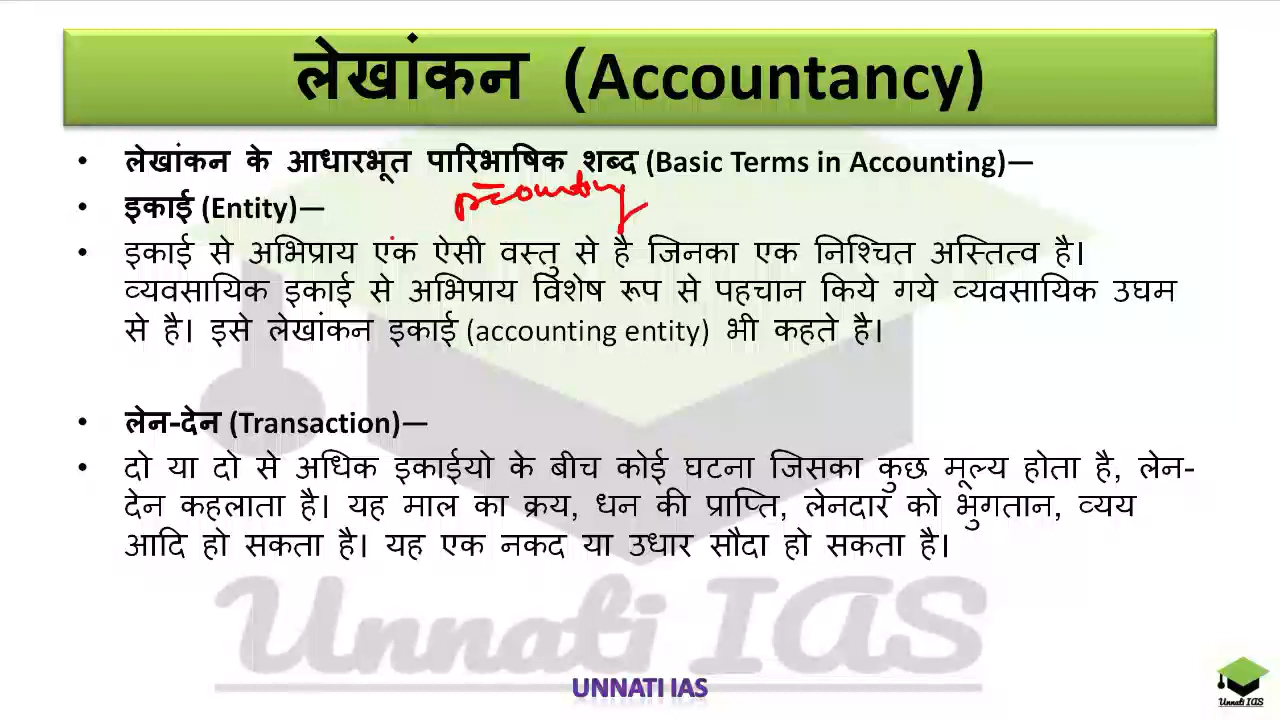 लेखांकन (Accountancy)
• लेखांकन के आधारभूत पारिभाषिक शब्द (Basic Terms in Accounting)—
Accounting
• इकाई (Entity)—
• इकाई से अभिप्राय एक ऐसी वस्तु से है जिनका एक निश्चित अस्तित्व है।
व्यवसायिक इकाई से अभिप्राय विशेष रूप से पहचान किये गये व्यवसायिक उघम
से है। इसे लेखांकन इकाई (accounting entity) भी कहते है।
• लेन-देन (Transaction)—
• दो या दो से अधिक इकाईयो के बीच कोई घटना जिसका कुछ मूल्य होता है, लेन-
देन कहलाता है। यह माल का क्रय, धन की प्राप्ति, लेनदार को भुगतान, व्यय
आदि हो सकता है। यह एक नकद या उधार सौदा हो सकता है।
Unnati IAS
UNNATI IAS
Unnati IAS